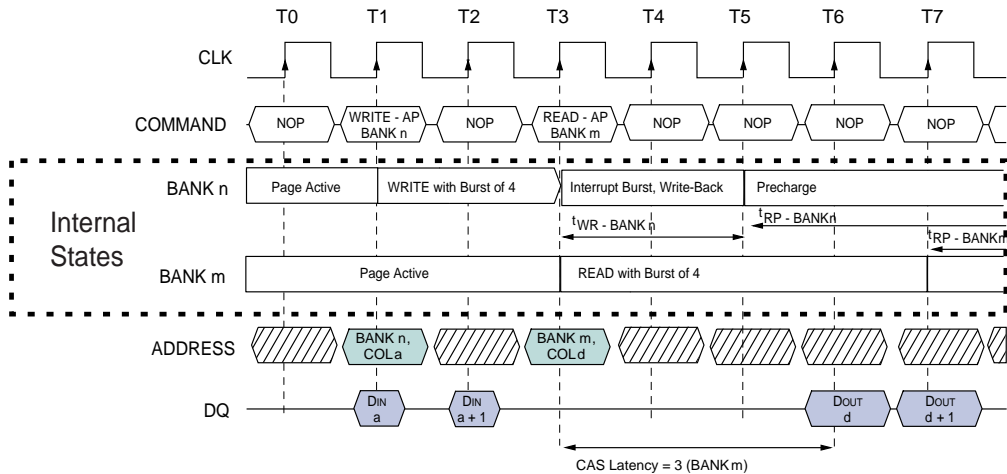 T0 T1 T2 T3 T4 T5 T6 T7
CLK
COMMAND
NOP
WRITE - AP
BANK n
NOP
READ - AP
BANK m
NOP
NOP
NOP
NOP
Internal
States
BANK n
Page Active
WRITE with Burst of 4
Interrupt Burst, Write-Back
Precharge
tWR - BANK n
tRP - BANK n
tRP - BANK m
BANK m
Page Active
READ with Burst of 4
ADDRESS
BANK n,
COL a
BANK m,
COL d
DQ
DIN
a
DIN
a + 1
DOUT
d
DOUT
d + 1
CAS Latency = 3 (BANK m)